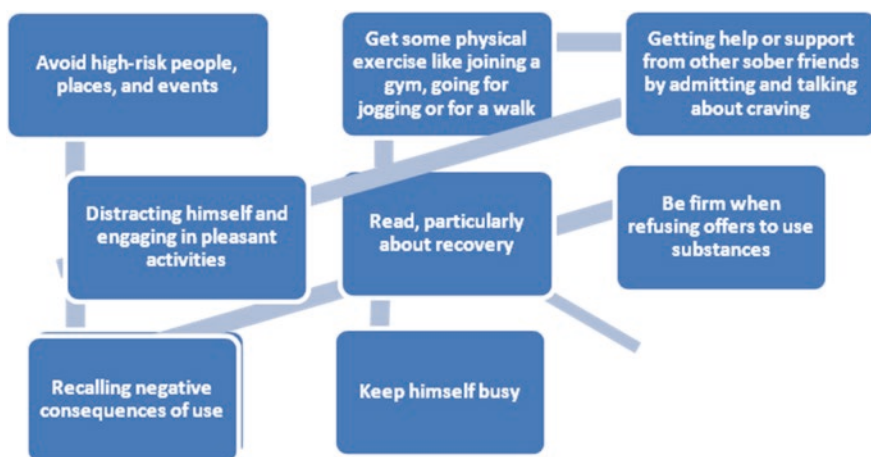 Avoid high-risk people,
places, and events
Get some physical
exercise like joining a
gym, going for
jogging or for a walk
Getting help or support
from other sober friends
by admitting and talking
about craving
Distracting himself and
engaging in pleasant
activities
Read, particularly
about recovery
Be firm when
refusing offers to use
substances
Recalling negative
consequences of use
Keep himself busy